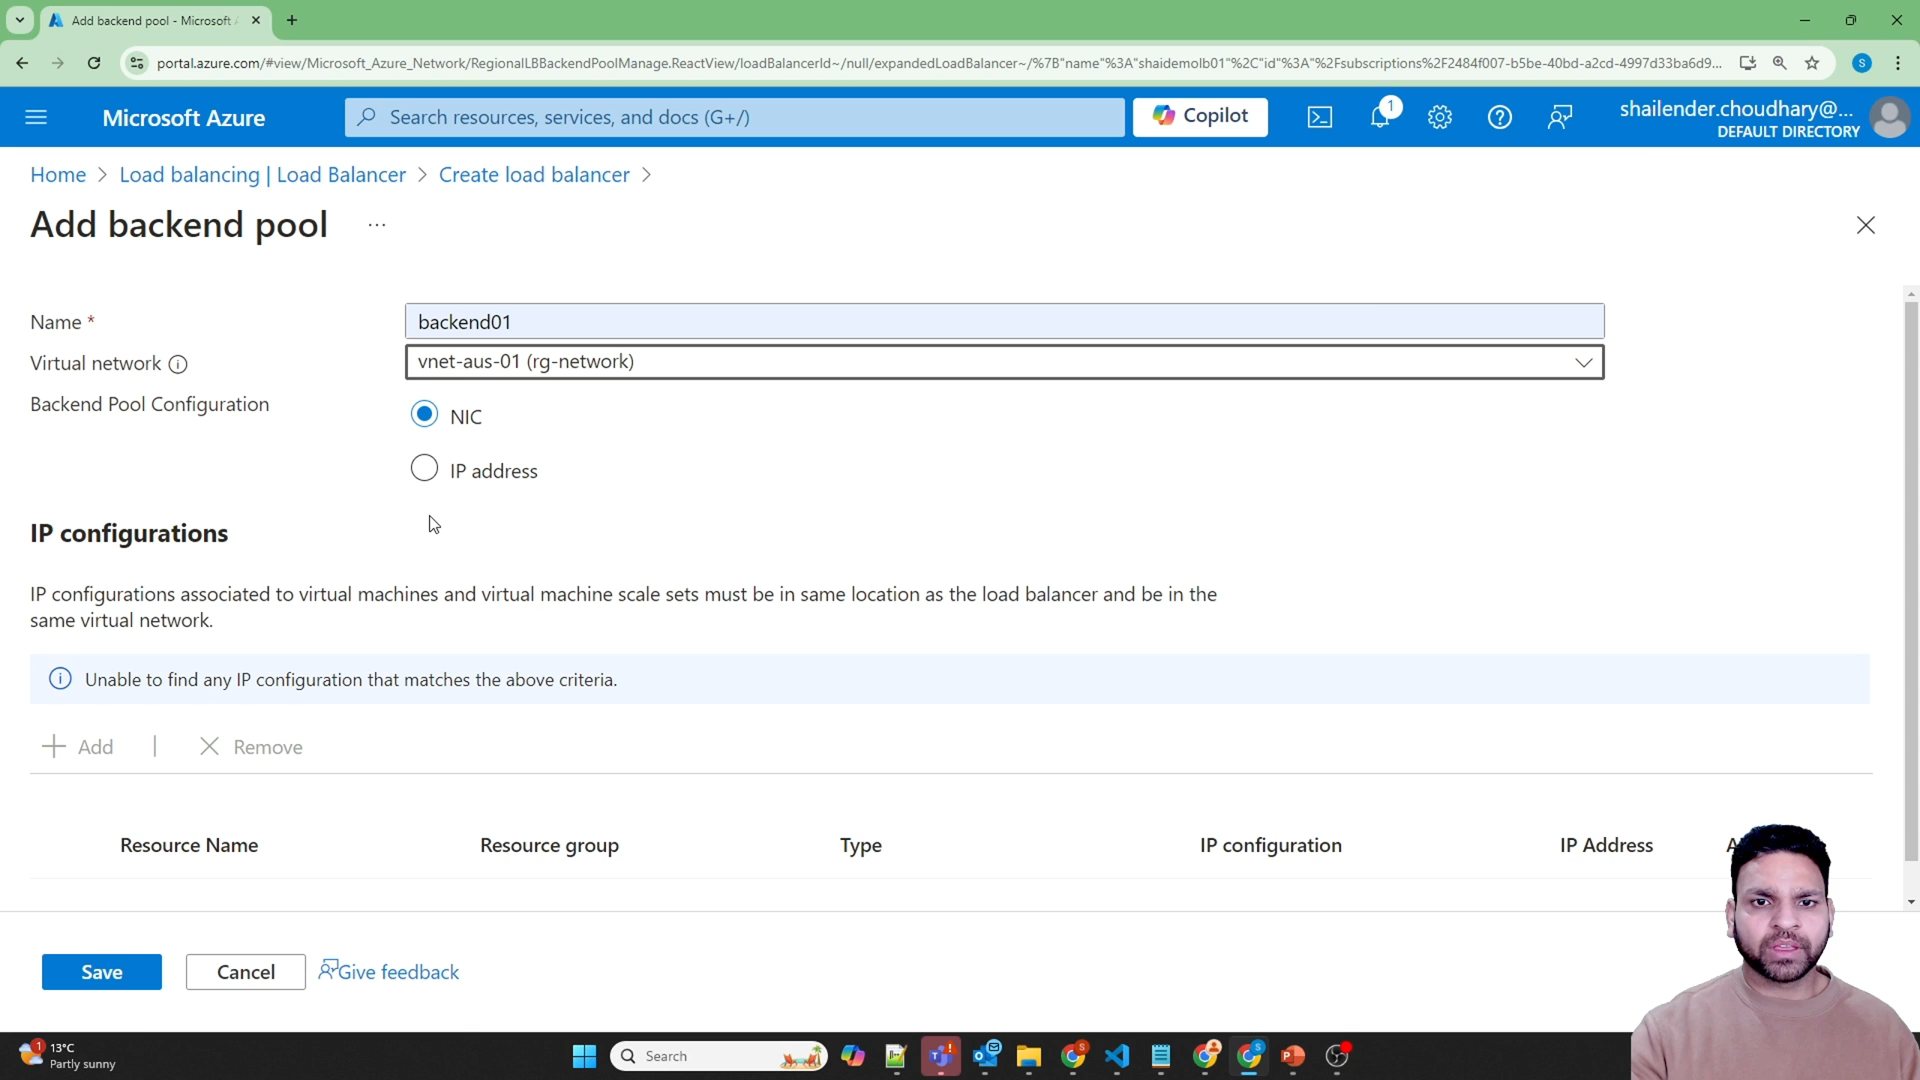 Add backend pool - Microsoft A
portal.azure.com/#view/Microsoft_Azure_Network/RegionalLBBackendPoolManage.ReactView/loadBalancerId~/null/expandedLoadBalancer~/%7B"name"%3A"shaidemolb01"%2C"id"%3A"%2Fsubscriptions%2F2484f007-b5be-40bd-a2cd-4997d33ba6d9...
S
Microsoft Azure
Search resources, services, and docs (G+/)
Copilot
1
shailender.choudhary@...
DEFAULT DIRECTORY
Home > Load balancing | Load Balancer > Create load balancer >
Add backend pool ...
Name *
backend01
Virtual network
vnet-aus-01 (rg-network)
Backend Pool Configuration
NIC
IP address
IP configurations
IP configurations associated to virtual machines and virtual machine scale sets must be in same location as the load balancer and be in the
same virtual network.
Unable to find any IP configuration that matches the above criteria.
+ Add | Remove
Resource Name Resource group Type IP configuration IP Address
Save Cancel Give feedback
1
13°C
Partly sunny
Search